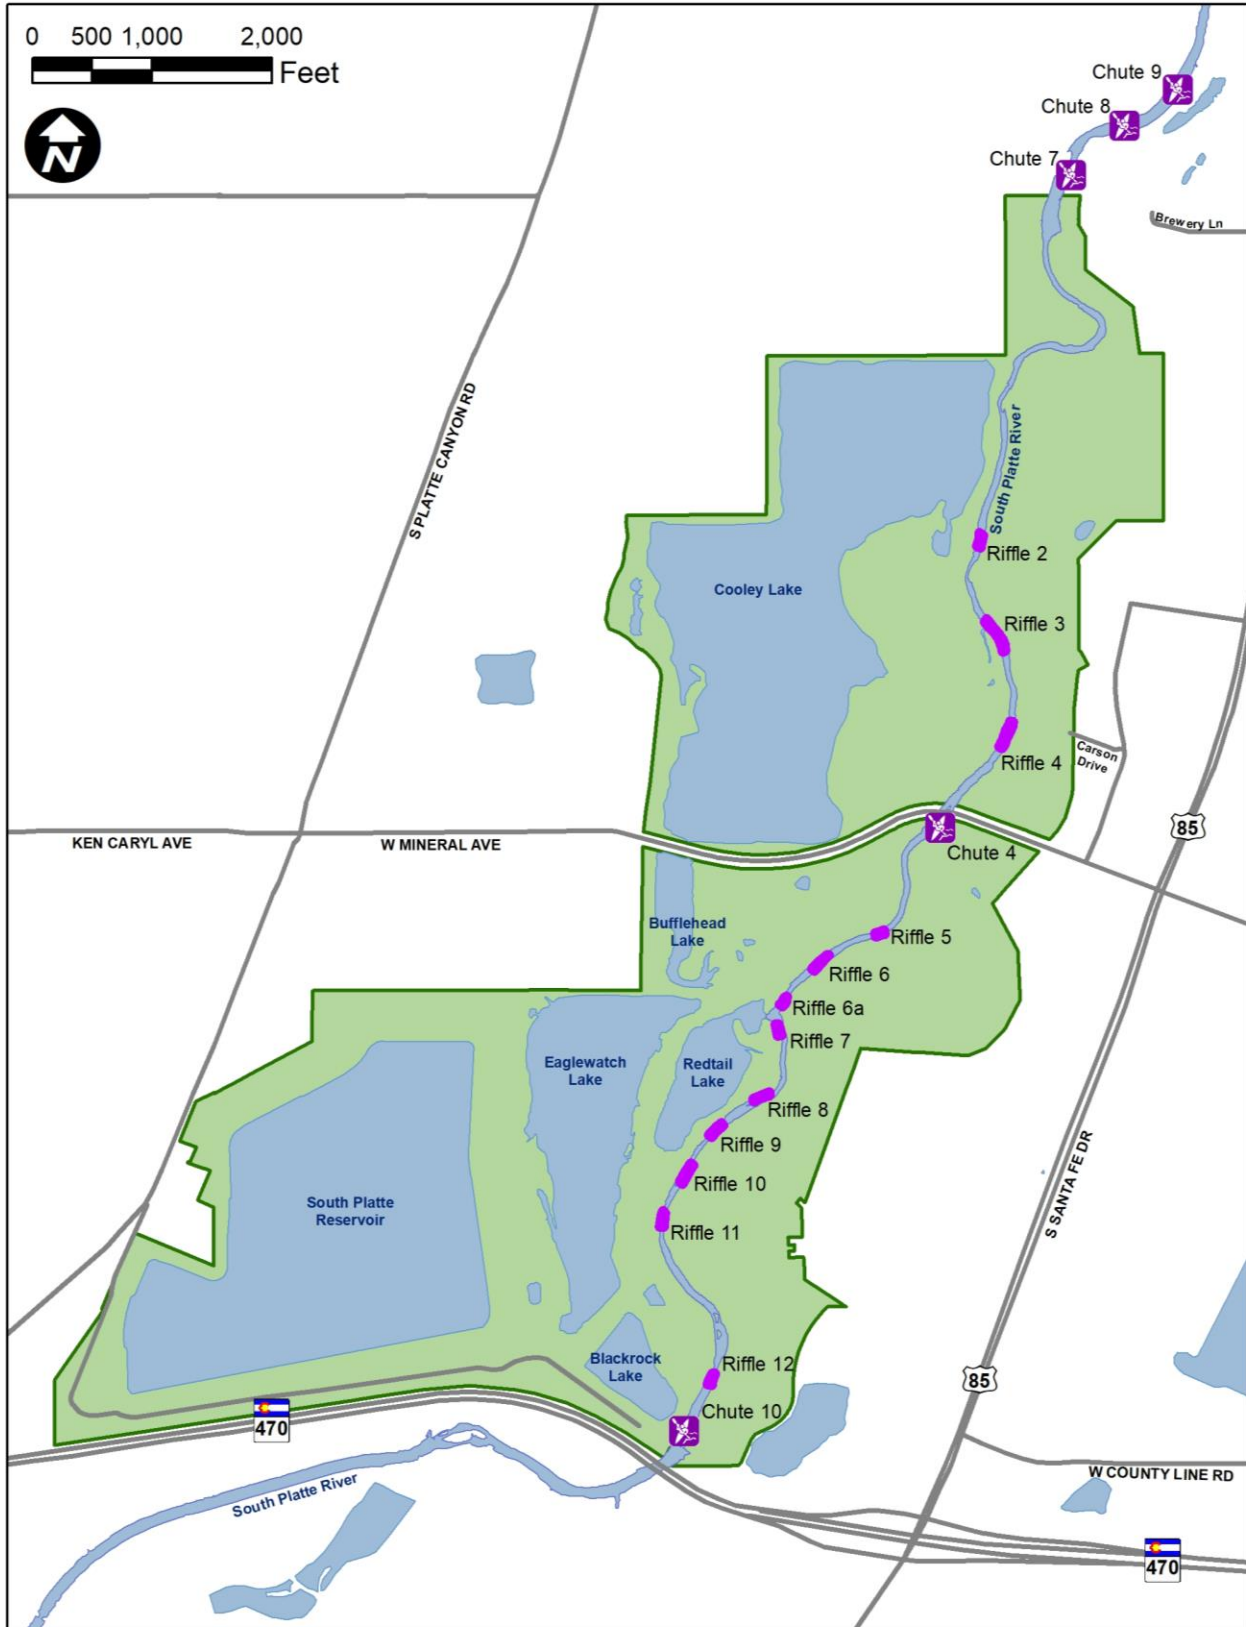 0 500 1,000 2,000
Feet
N
Chute 9
Chute 8
Chute 7
Brewery Ln
S PLATTE CANYON RD
South Platte River
Riffle 2
Cooley Lake
Riffle 3
Riffle 4
Carson
Drive
85
KEN CARYL AVE
W MINERAL AVE
Chute 4
Bufflehead
Lake
Riffle 5
Riffle 6
Riffle 6a
Riffle 7
Eaglewatch
Lake
Redtail
Lake
Riffle 8
Riffle 9
Riffle 10
South Platte
Reservoir
Riffle 11
S SANTA FE DR
Blackrock
Lake
Riffle 12
85
Chute 10
470
South Platte River
W COUNTY LINE RD
470